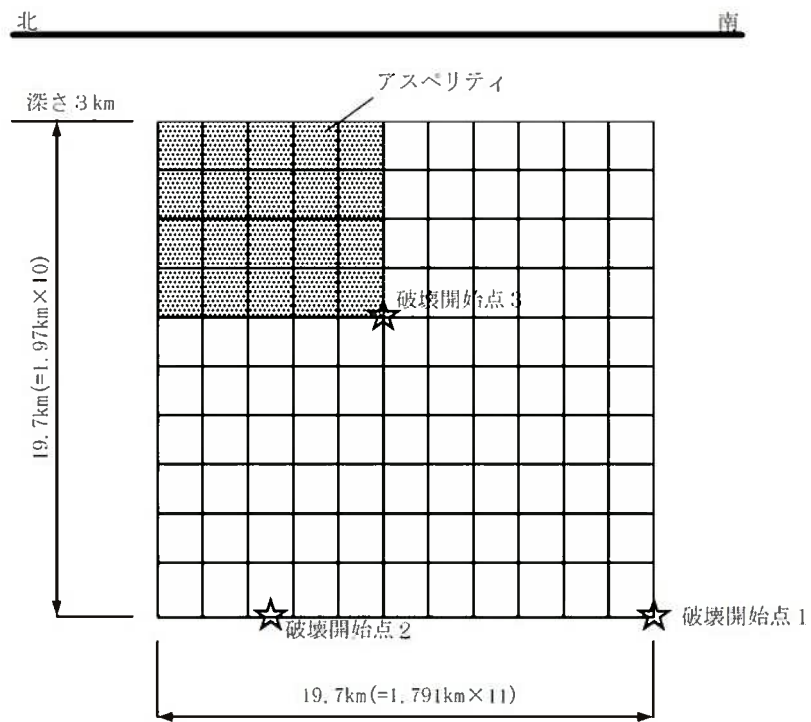 北
南
アスペリティ
深さ3km
破壊開始点3
19.7km(=1.97km×10)
破壊開始点2
破壊開始点1
19.7km(=1.791km×11)